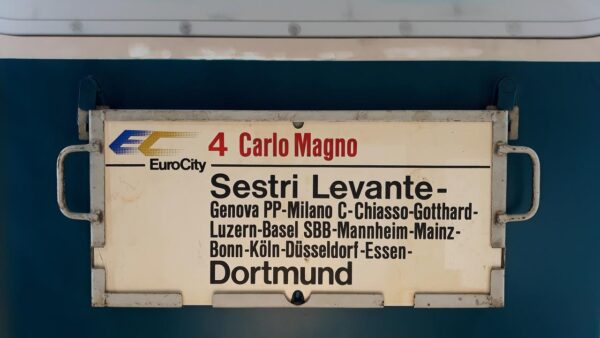 EC
EuroCity
4 Carlo Magno
Sestri Levante-
Genova PP-Milano C-Chiasso-Gotthard-
Luzern-Basel SBB-Mannheim-Mainz-
Bonn-Köln-Düsseldorf-Essen-
Dortmund